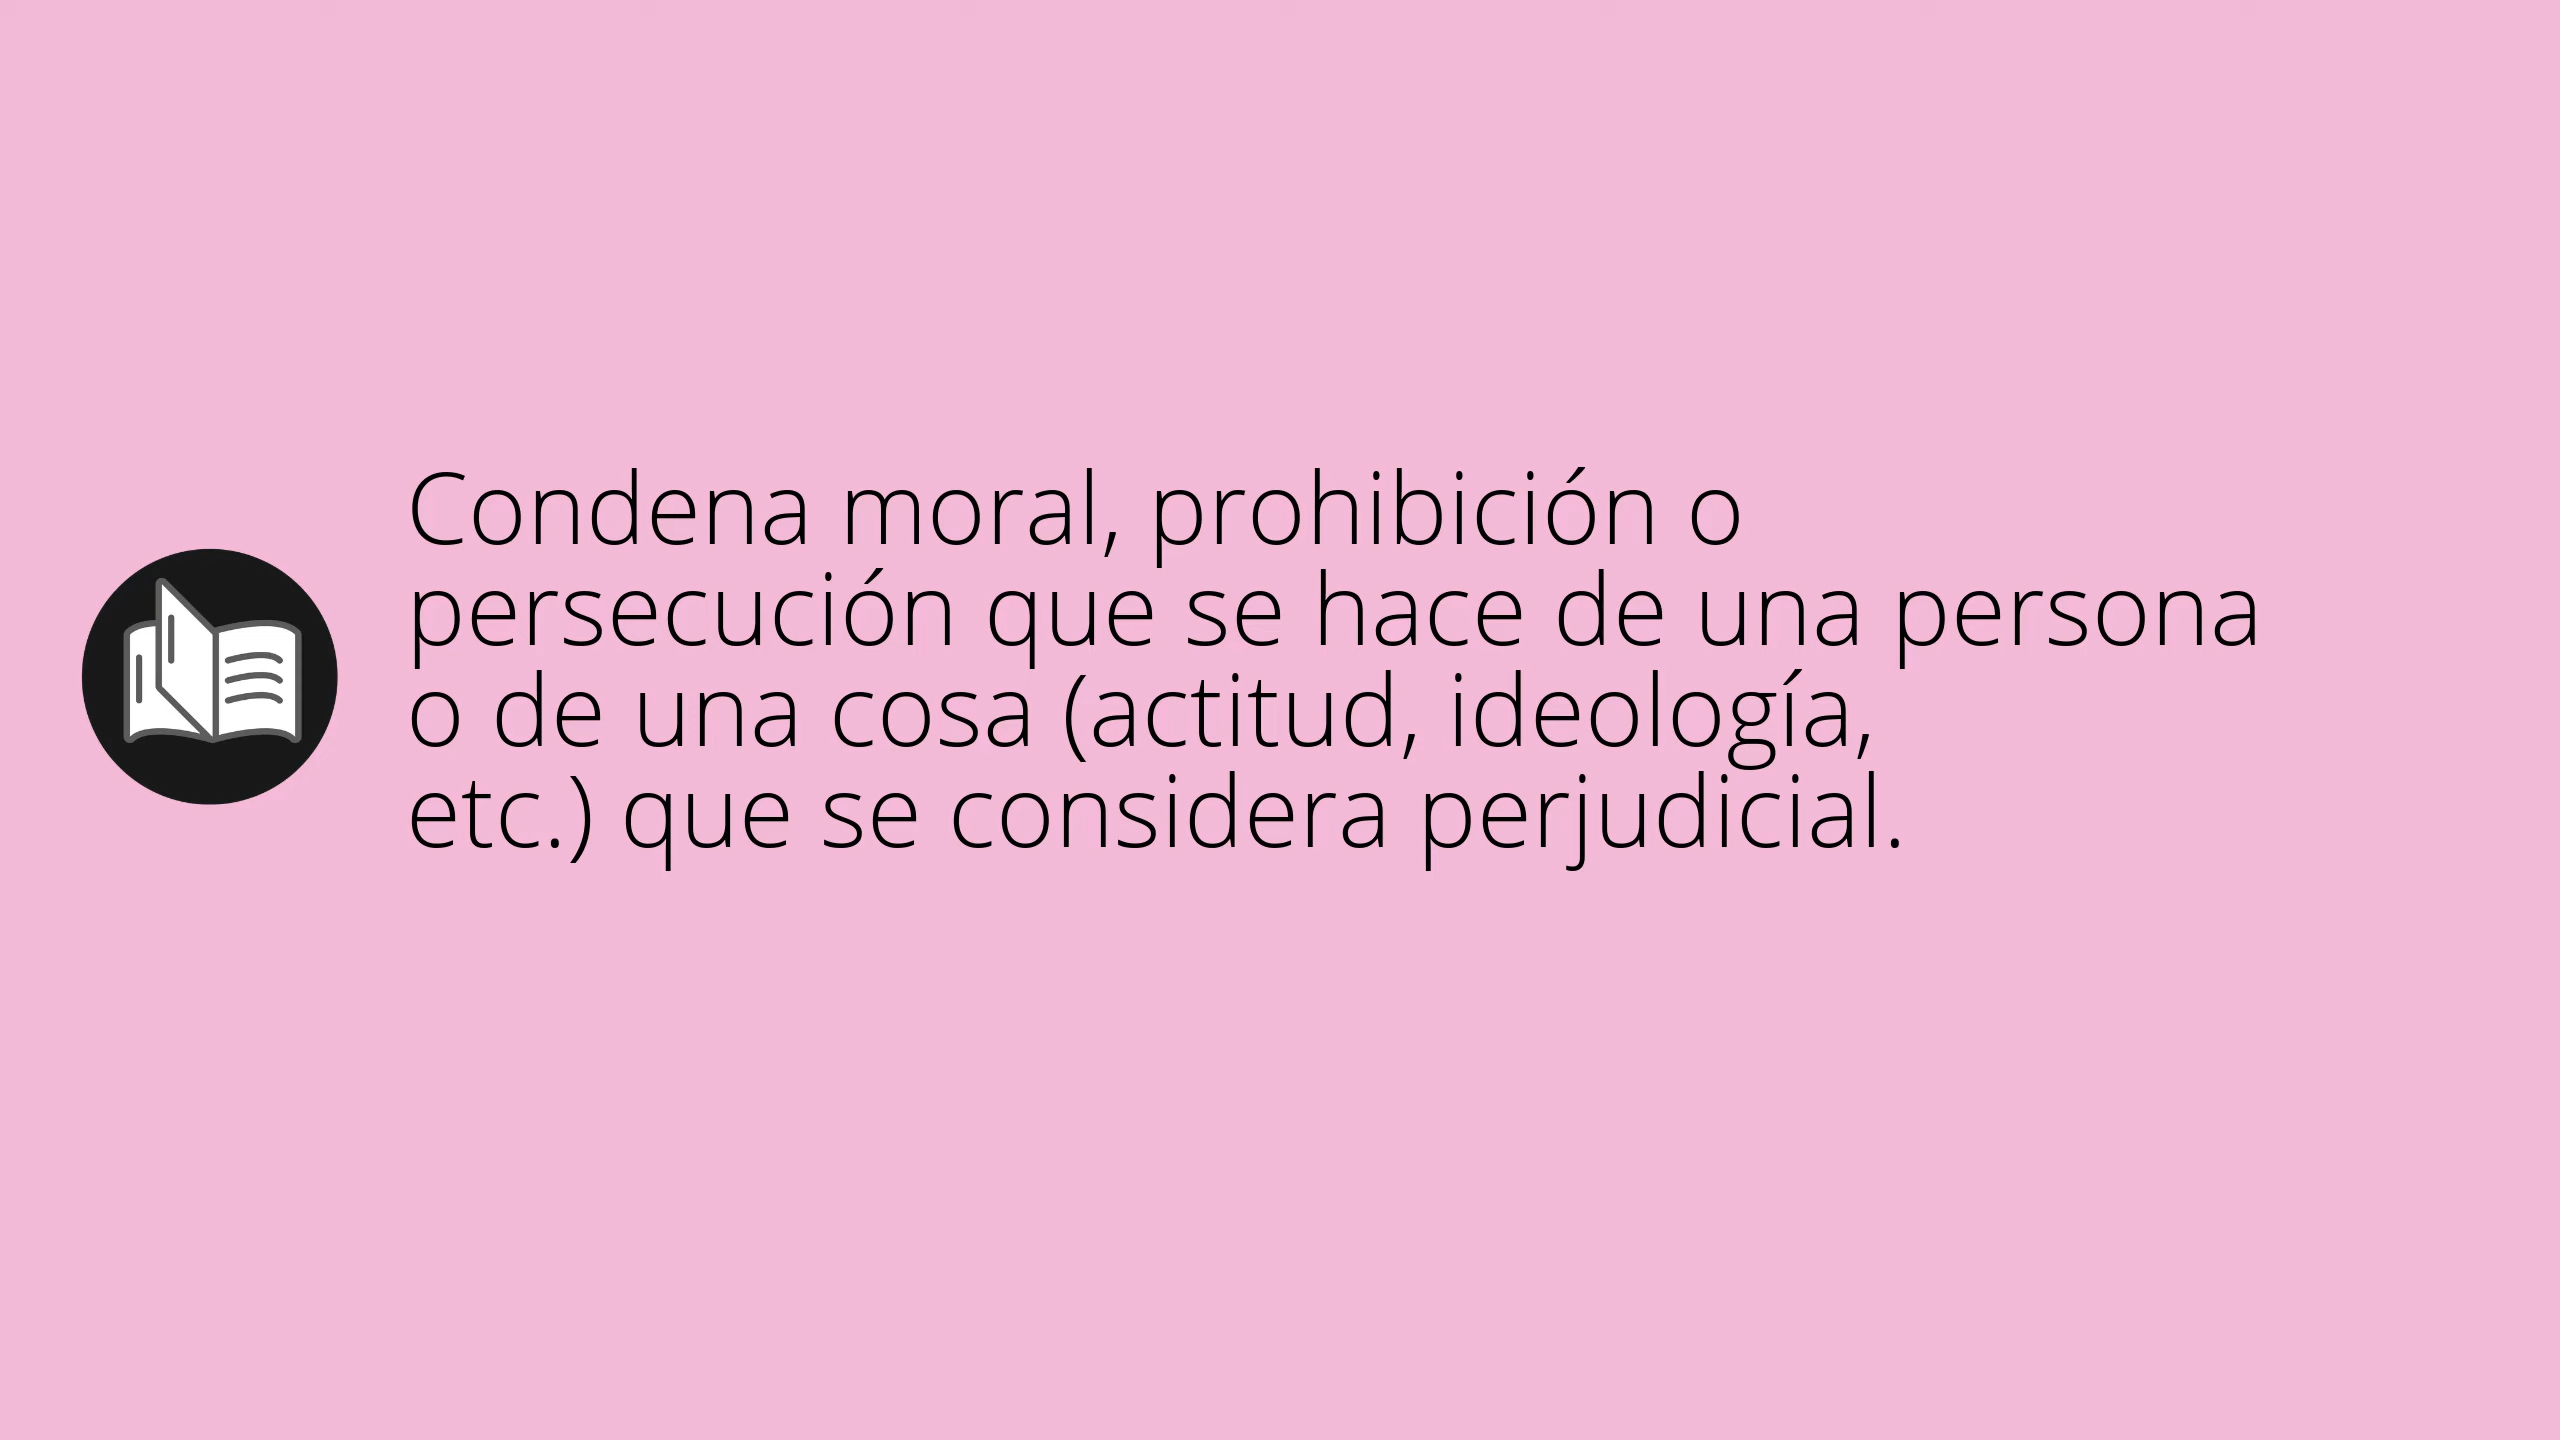 Condena moral, prohibición o
persecución que se hace de una persona
o de una cosa (actitud, ideología,
etc.) que se considera perjudicial.